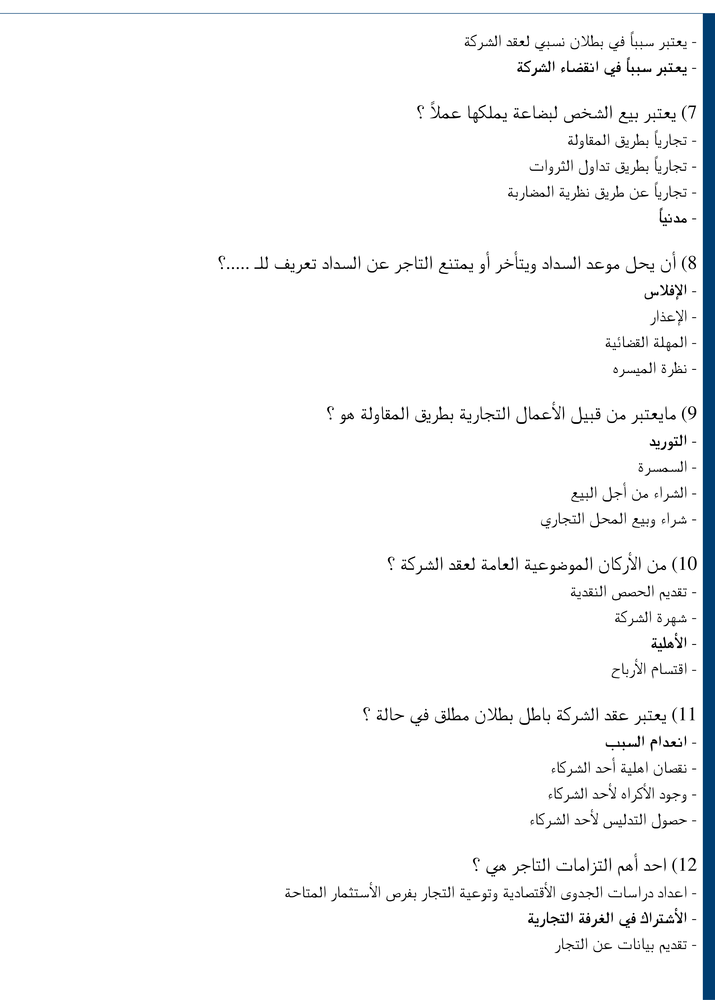 - يعتبر سبباً في بطلان نسبي لعقد الشركة
- يعتبر سبباً في انقضاء الشركة
7) يعتبر بيع الشخص لبضاعة يملكها عملاً ؟
- تجارياً بطريق المقاولة
- تجارياً بطريق تداول الثروات
- تجارياً عن طريق نظرية المضاربة
- مدنياً
8) أن يحل موعد السداد ويتأخر أو يمتنع التاجر عن السداد تعريف للـ .....؟
- الإفلاس
- الإعذار
- المهلة القضائية
- نظرة الميسره
9) مايعتبر من قبيل الأعمال التجارية بطريق المقاولة هو ؟
- التوريد
- السمسرة
- الشراء من أجل البيع
- شراء وبيع المحل التجاري
10) من الأركان الموضوعية العامة لعقد الشركة ؟
- تقديم الحصص النقدية
- شهرة الشركة
- الأهلية
- اقتسام الأرباح
11) يعتبر عقد الشركة باطل بطلان مطلق في حالة ؟
- انعدام السبب
- نقصان اهلية أحد الشركاء
- وجود الأكراه لأحد الشركاء
- حصول التدليس لأحد الشركاء
12) احد أهم التزامات التاجر هي ؟
- اعداد دراسات الجدوى الأقتصادية وتوعية التجار بفرص الأستثمار المتاحة
- الأشتراك في الغرفة التجارية
- تقديم بيانات عن التجار